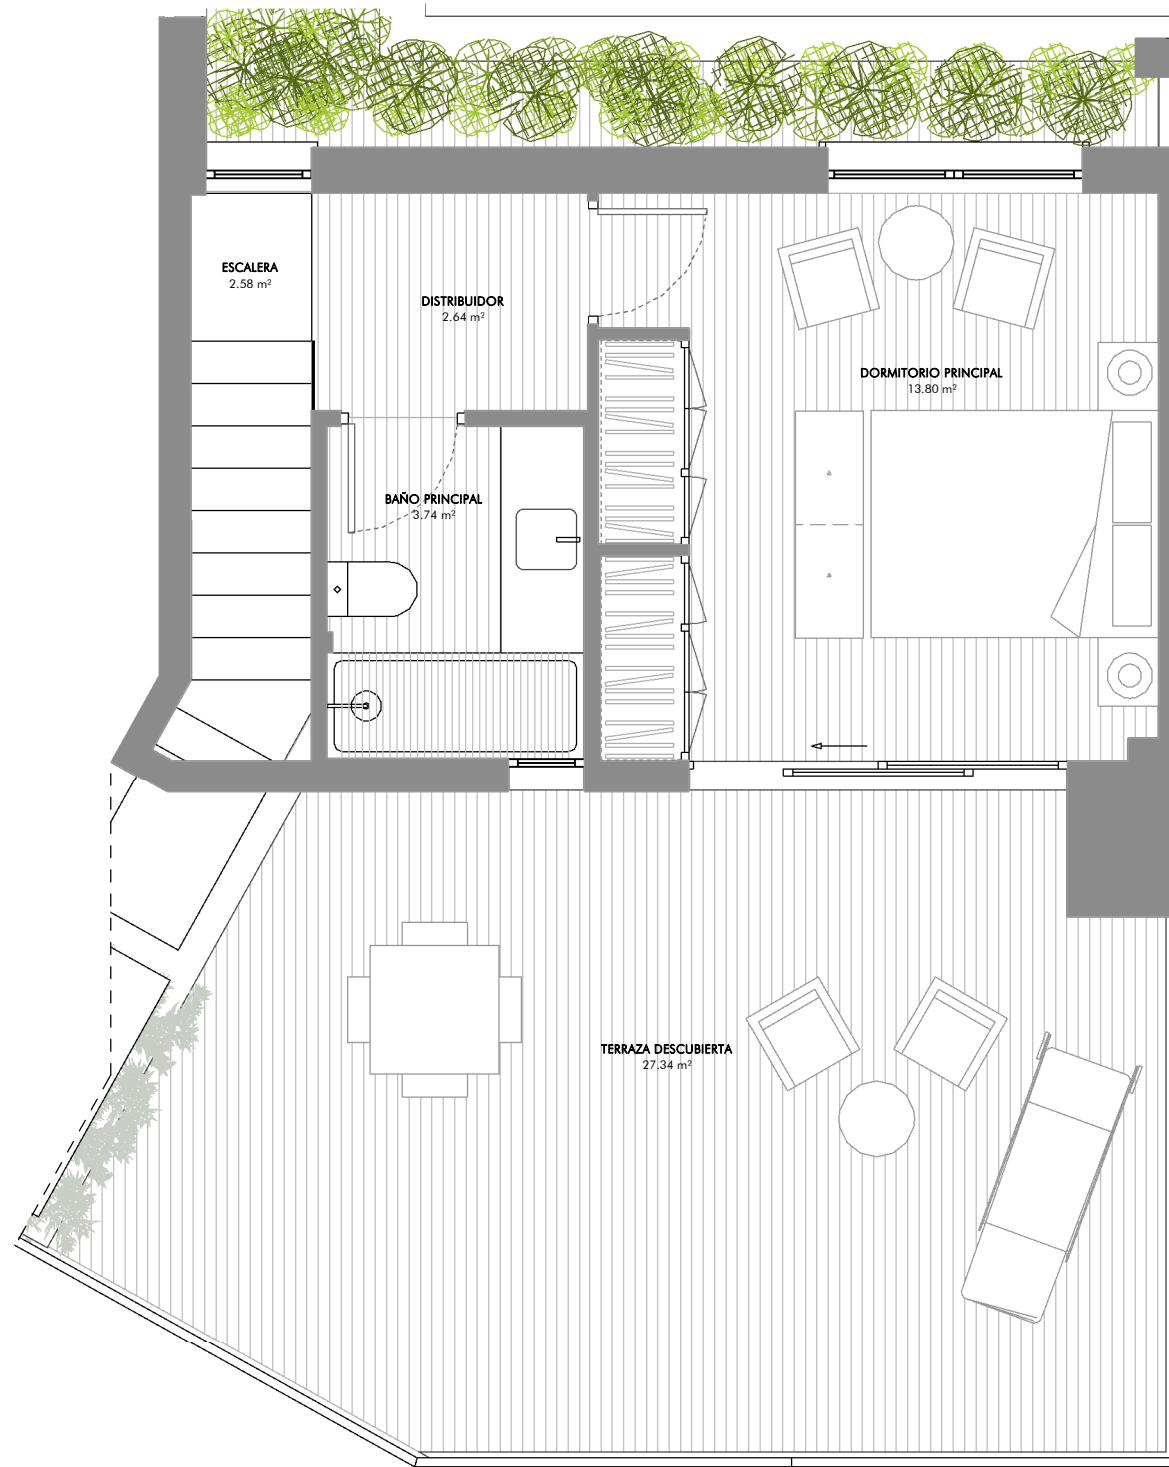 ESCALERA
2.58 m²
DISTRIBUIDOR
2.64 m²
DORMITORIO PRINCIPAL
13.80 m²
BAÑO PRINCIPAL
3.74 m²
TERRAZA DESCUBIERTA
27.34 m²